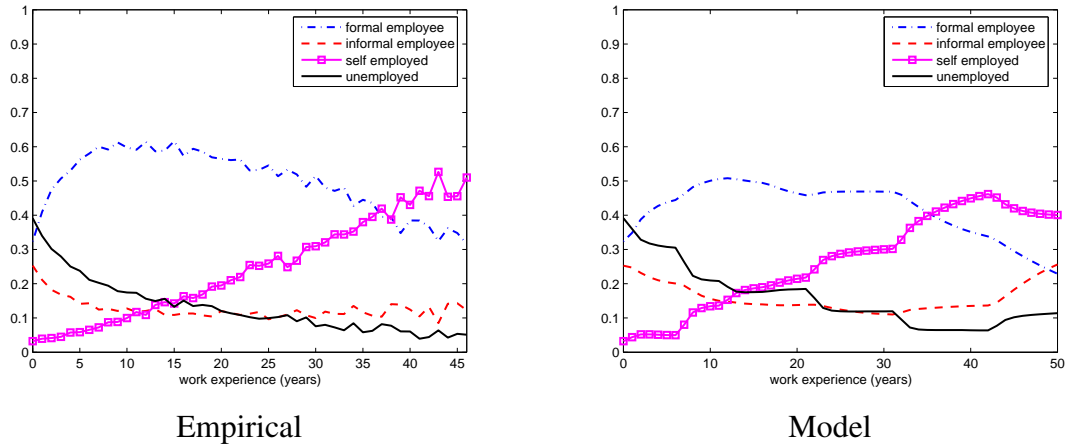 1
0.9
0.8
0.7
0.6
0.5
0.4
0.3
0.2
0.1
0
0 5 10 15 20 25 30 35 40 45
work experience (years)
formal employee
informal employee
self employed
unemployed
Empirical
1
0.9
0.8
0.7
0.6
0.5
0.4
0.3
0.2
0.1
0
0 10 20 30 40 50
work experience (years)
formal employee
informal employee
self employed
unemployed
Model